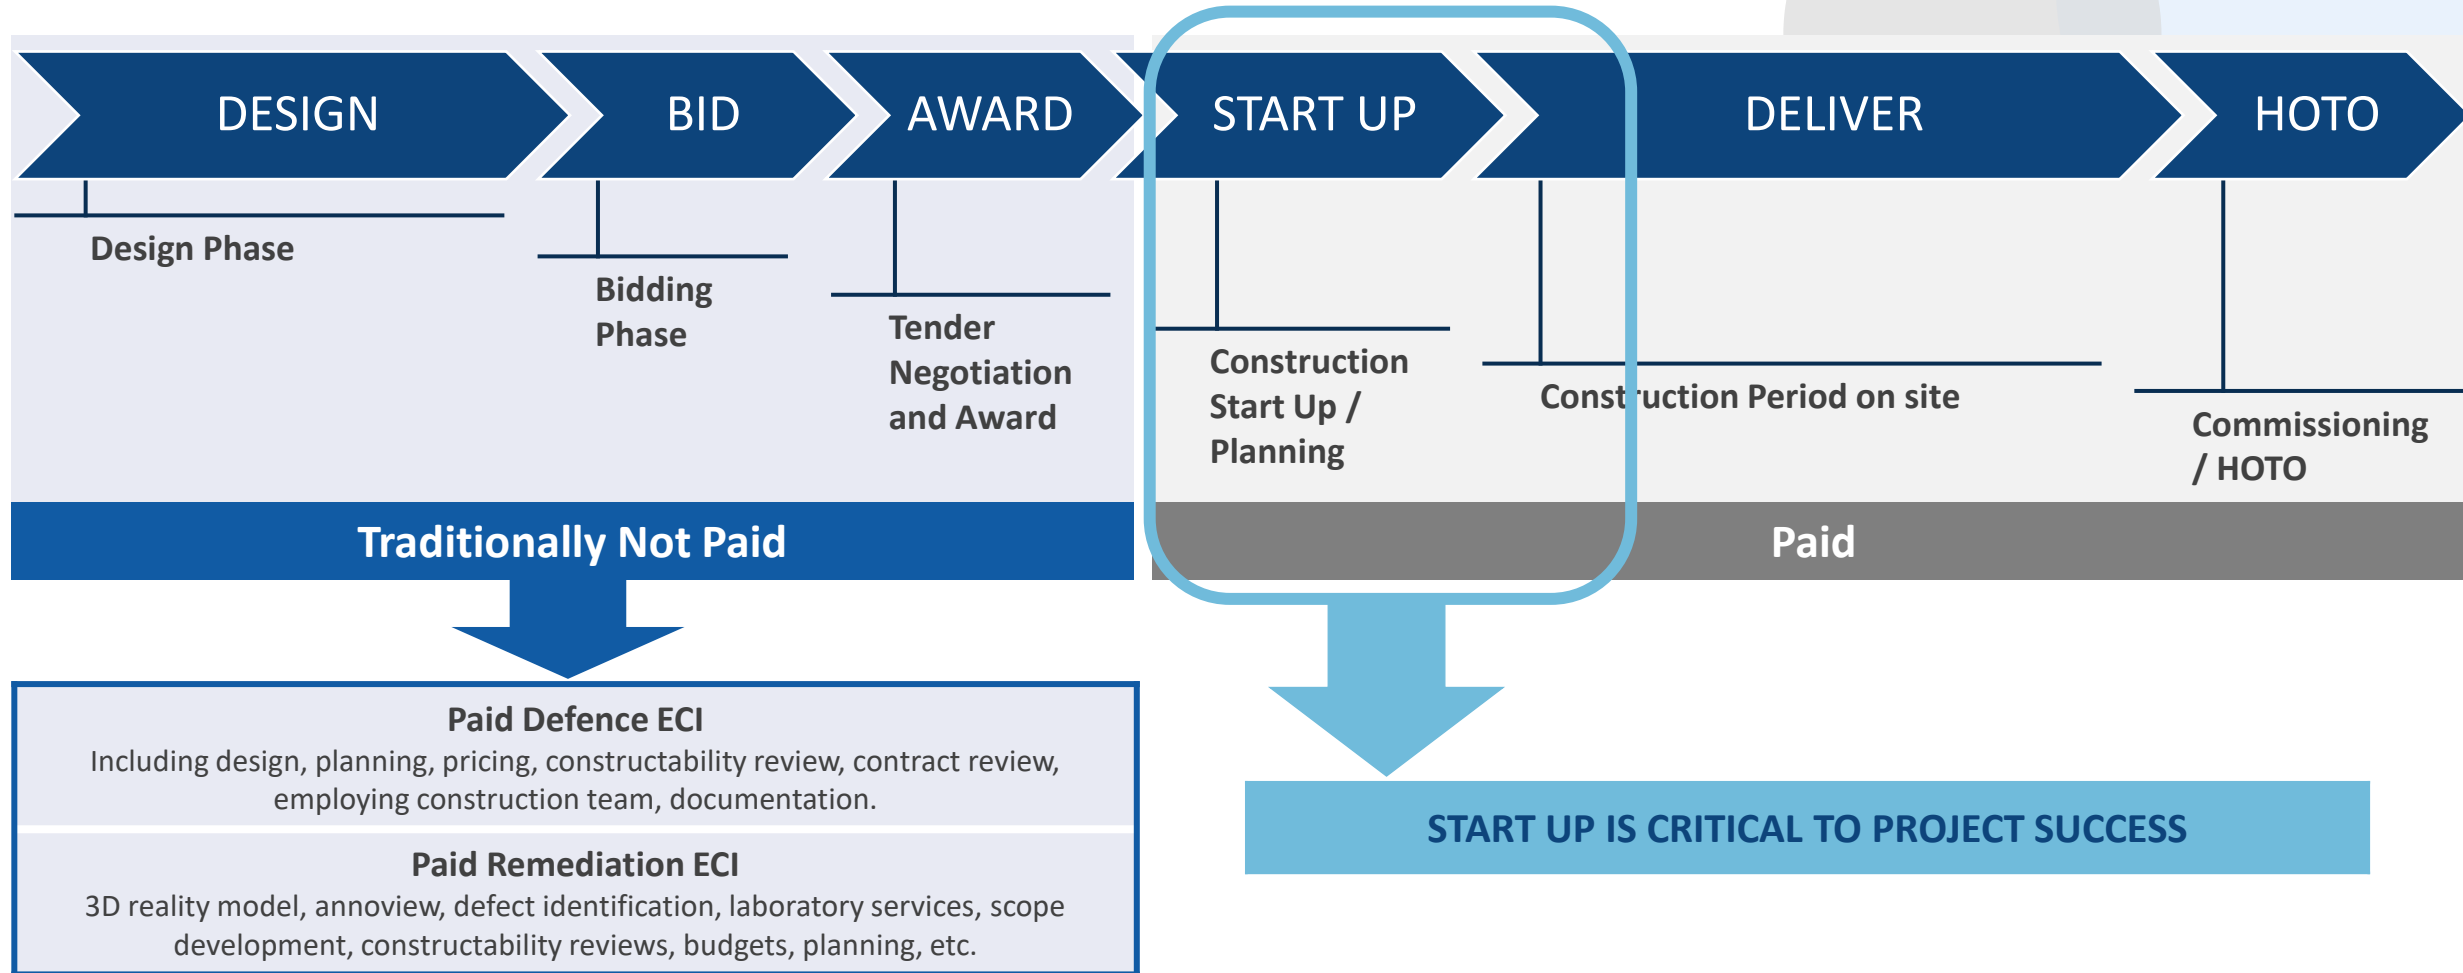 DESIGN
BID
AWARD
START UP
DELIVER
HOTO
Design Phase
Bidding
Phase
Tender
Negotiation
and Award
Construction
Start Up /
Planning
Construction Period on site
Commissioning
/ HOTO
Traditionally Not Paid
Paid
Paid Defence ECI
Including design, planning, pricing, constructability review, contract review,
employing construction team, documentation.
Paid Remediation ECI
3D reality model, annoview, defect identification, laboratory services, scope
development, constructability reviews, budgets, planning, etc.
START UP IS CRITICAL TO PROJECT SUCCESS